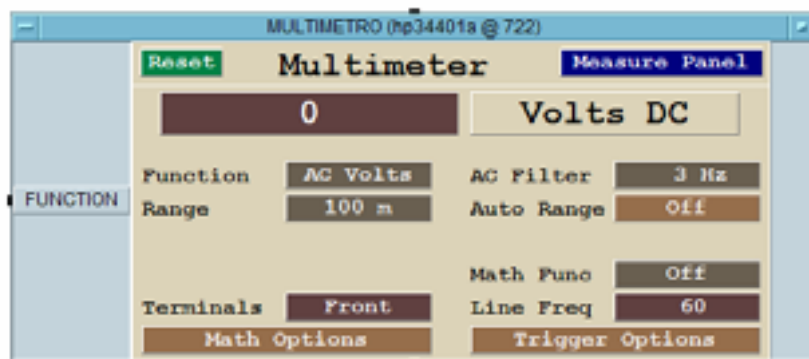 MULTIMETRO (hp34401a @ 722)
Reset Multimeter Measure Panel
0 Volts DC
Function AC Volts AC Filter 3 Hz
FUNCTION
Range 100 m Auto Range Off
Math Func Off
Terminals Front Line Freq 60
Math Options Trigger Options